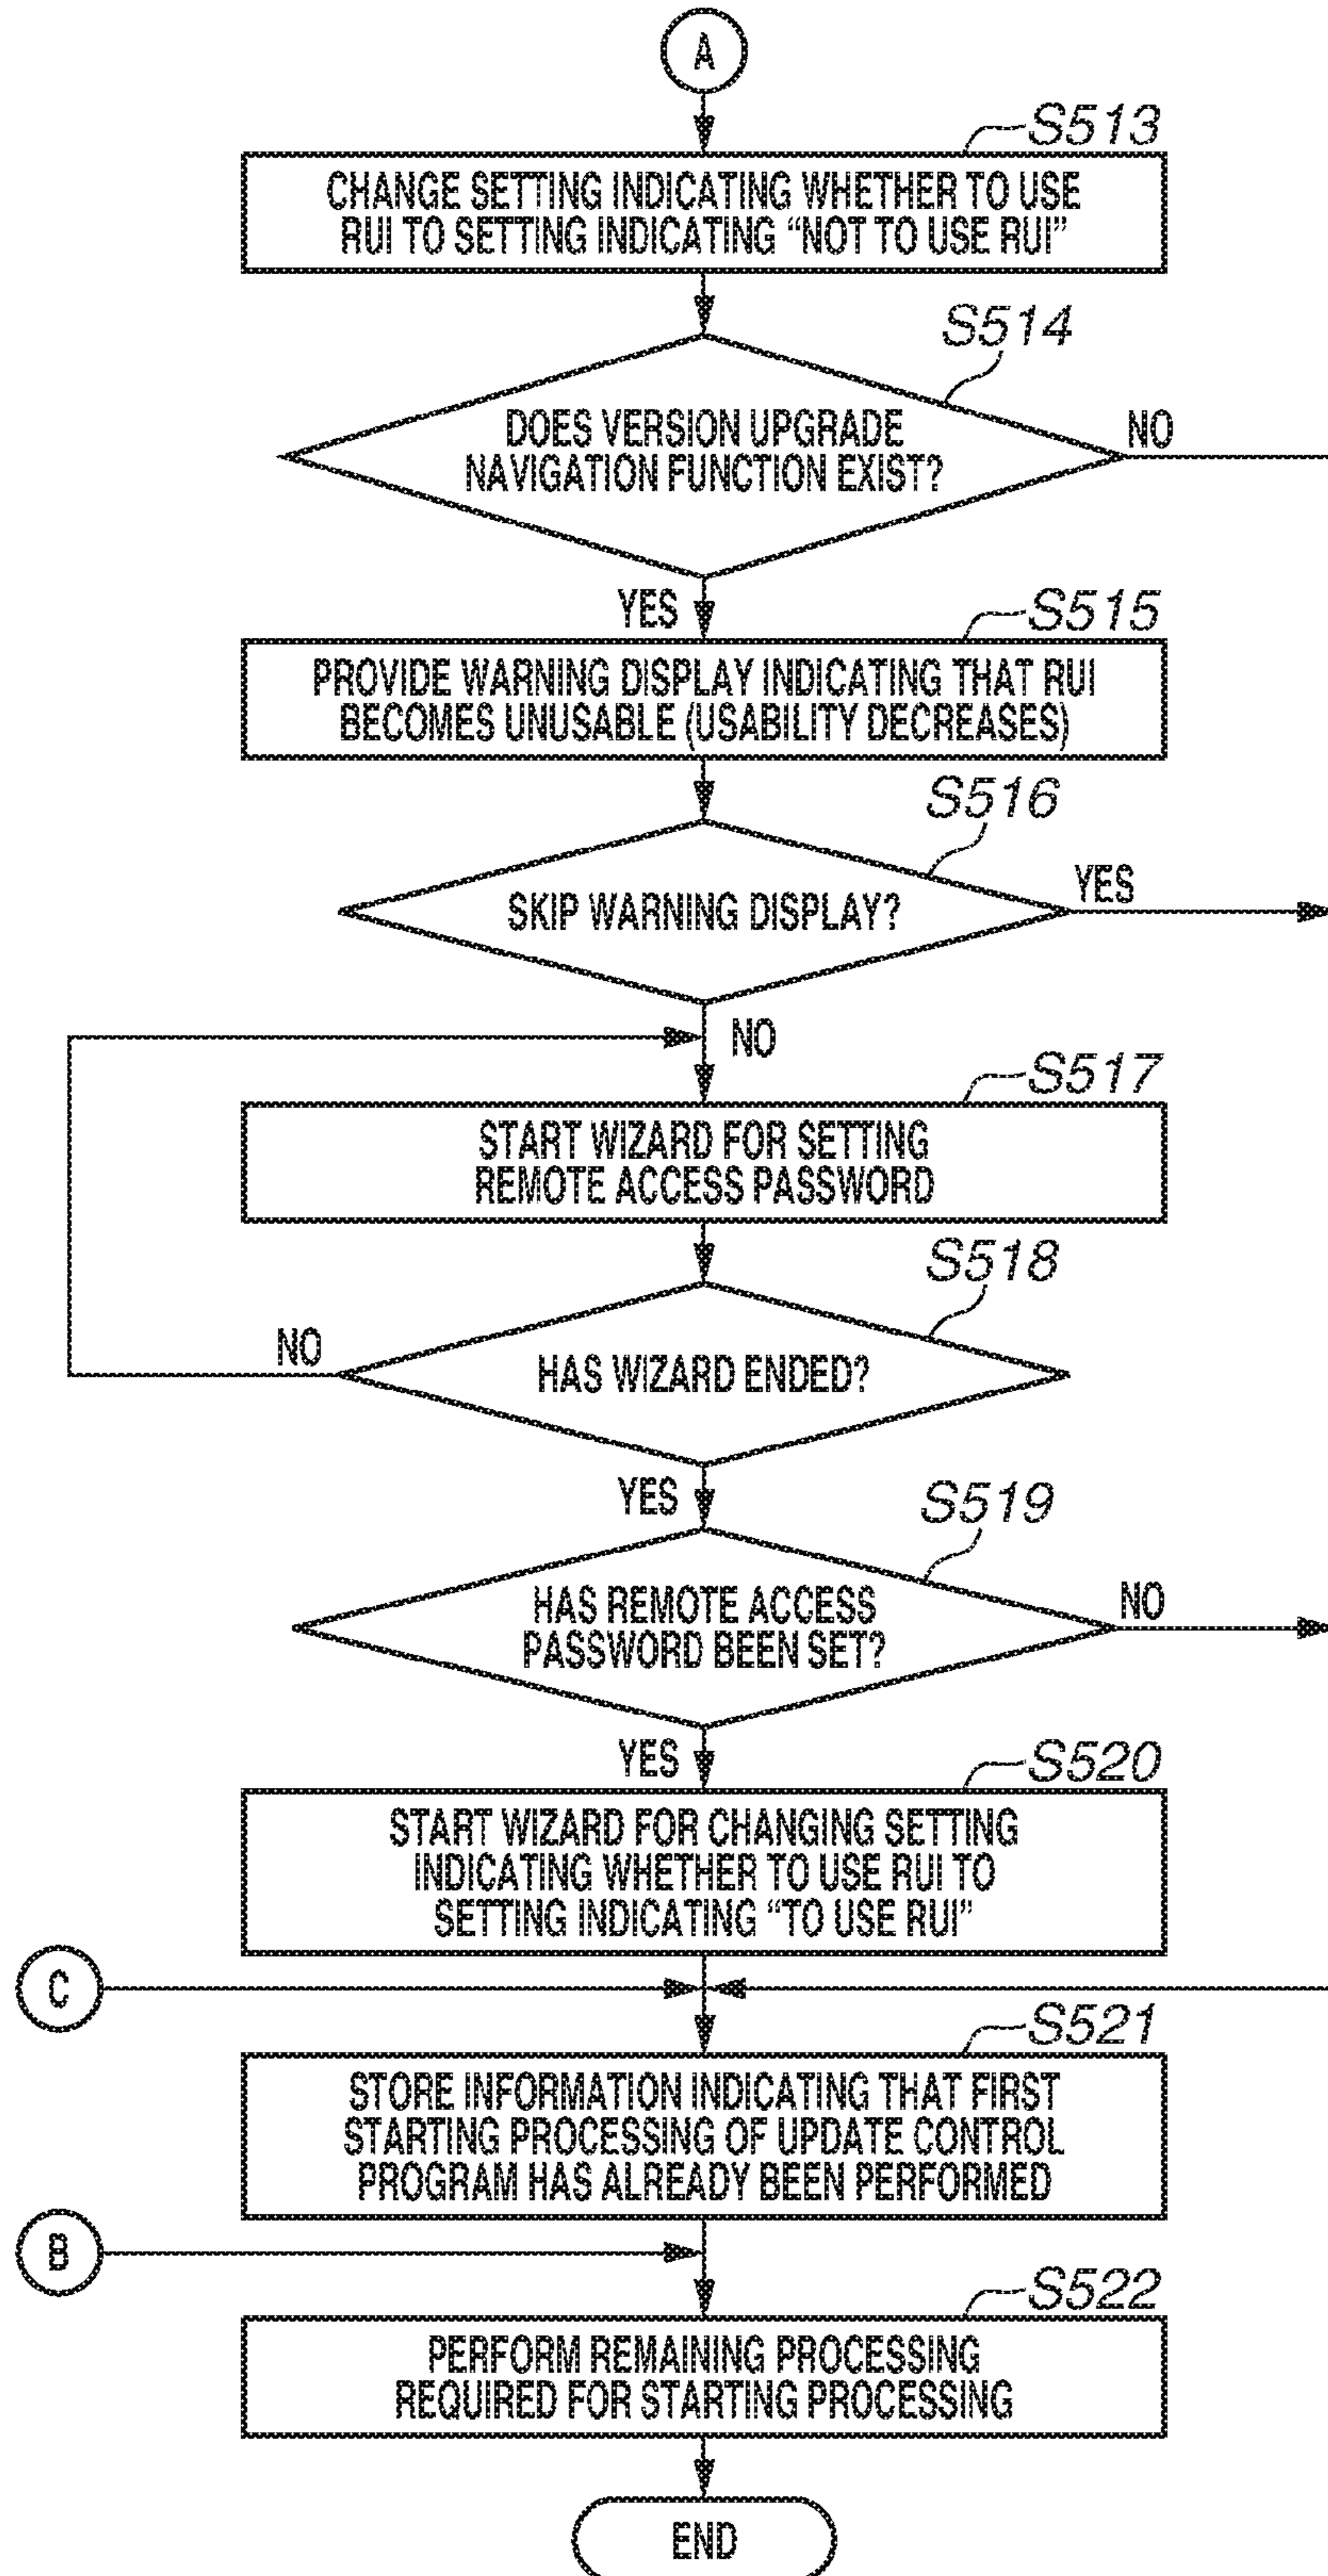 A
S513
CHANGE SETTING INDICATING WHETHER TO USE
RUI TO SETTING INDICATING “NOT TO USE RUI”
S514
DOES VERSION UPGRADE
NAVIGATION FUNCTION EXIST?
NO
YES
S515
PROVIDE WARNING DISPLAY INDICATING THAT RUI
BECOMES UNUSABLE (USABILITY DECREASES)
S516
SKIP WARNING DISPLAY?
YES
NO
S517
START WIZARD FOR SETTING
REMOTE ACCESS PASSWORD
S518
HAS WIZARD ENDED?
NO
YES
S519
HAS REMOTE ACCESS
PASSWORD BEEN SET?
NO
YES
S520
START WIZARD FOR CHANGING SETTING
INDICATING WHETHER TO USE RUI TO
SETTING INDICATING “TO USE RUI”
C
S521
STORE INFORMATION INDICATING THAT FIRST
STARTING PROCESSING OF UPDATE CONTROL
PROGRAM HAS ALREADY BEEN PERFORMED
B
S522
PERFORM REMAINING PROCESSING
REQUIRED FOR STARTING PROCESSING
END